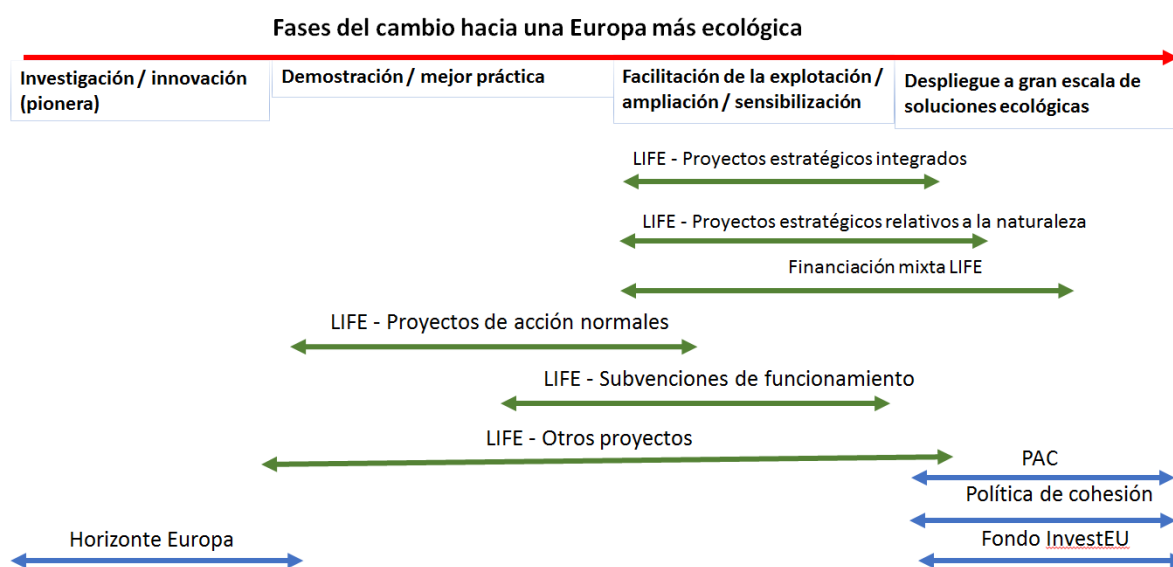 Fases del cambio hacia una Europa más ecológica
Investigación / innovación
(pionera)
Demostración / mejor práctica
Facilitación de la explotación /
ampliación / sensibilización
Despliegue a gran escala de
soluciones ecológicas
LIFE - Proyectos estratégicos integrados
LIFE - Proyectos estratégicos relativos a la naturaleza
Financiación mixta LIFE
LIFE - Proyectos de acción normales
LIFE - Subvenciones de funcionamiento
LIFE - Otros proyectos
PAC
Política de cohesión
Horizonte Europa
Fondo InvestEU